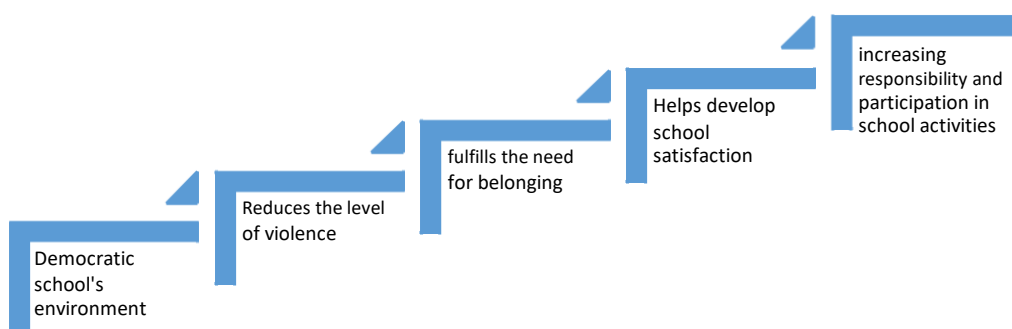 Democratic
school's
environment
Reduces the level
of violence
fulfills the need
for belonging
Helps develop
school
satisfaction
increasing
responsibility and
participation in
school activities